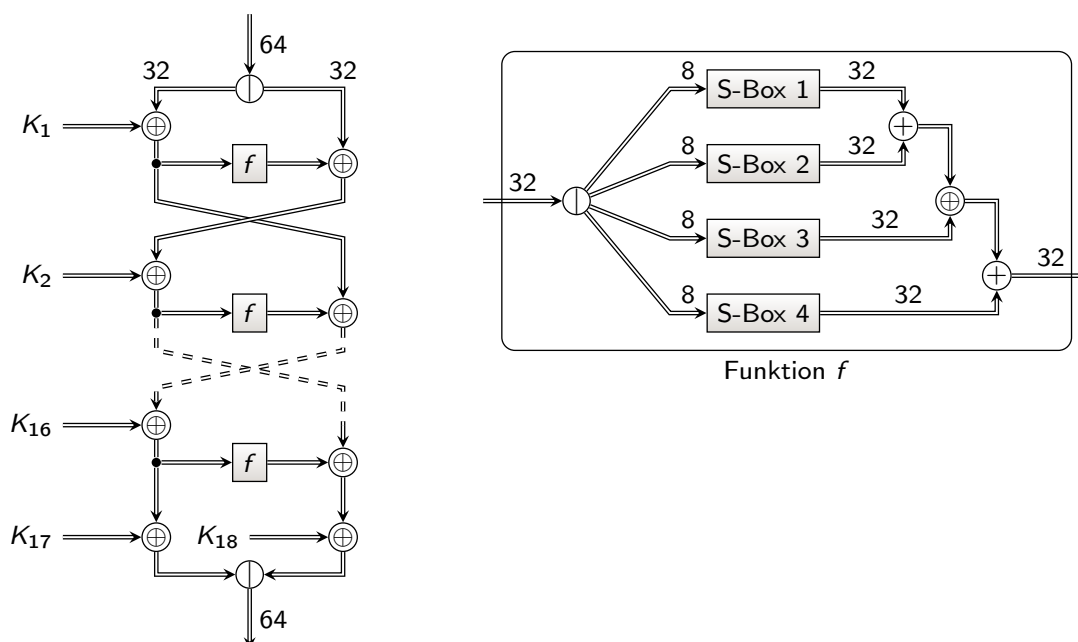 64
32 32
K₁
f
K₂
f
K₁₆
f
K₁₇ K₁₈
64
8 S-Box 1 32
8 S-Box 2 32
32
8 S-Box 3 32
32
8 S-Box 4 32
Funktion f